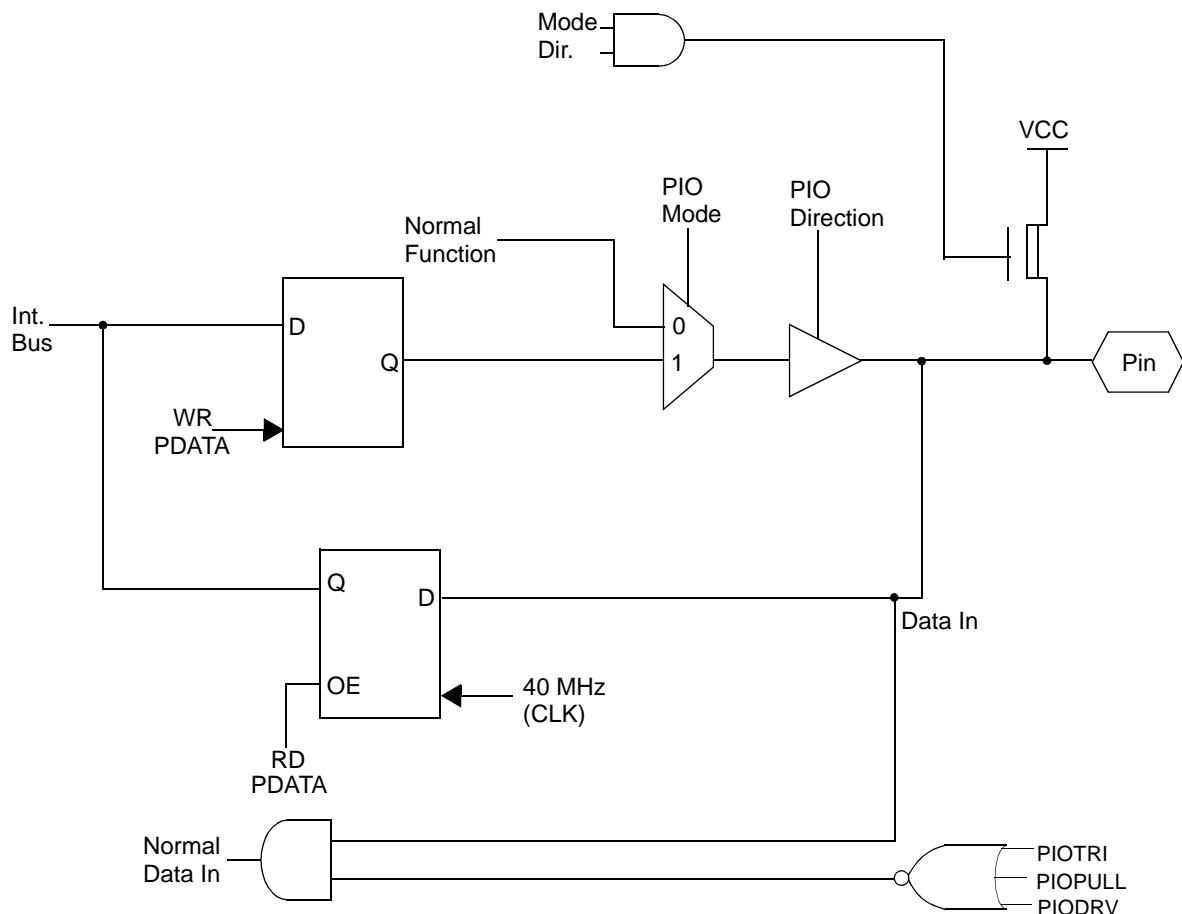 Mode
Dir.
VCC
PIO
Mode
PIO
Direction
Normal
Function
Int.
Bus
D
Q
0
1
Pin
WR
PDATA
Q
D
Data In
OE
40 MHz
(CLK)
RD
PDATA
Normal
Data In
PIOTRI
PIOPULL
PIODRV